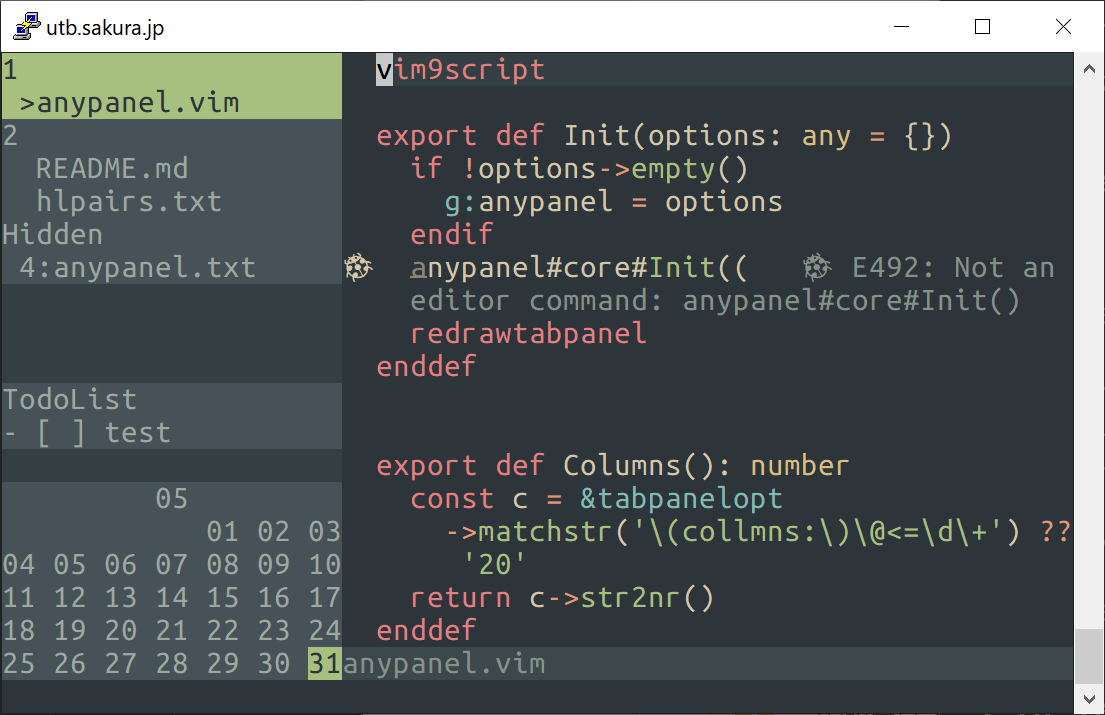 utb.sakura.jp
1
>anypanel.vim
2
README.md
hlpairs.txt
Hidden
4:anypanel.txt
TodoList
- [ ] test
05
01 02 03
04 05 06 07 08 09 10
11 12 13 14 15 16 17
18 19 20 21 22 23 24
25 26 27 28 29 30 31
vim9script
export def Init(options: any = {})
if !options->empty()
g:anypanel = options
endif
anypanel#core#Init(( E492: Not an
editor command: anypanel#core#Init()
redrawtabpanel
enddef
export def Columns(): number
const c = &tabpanelopt
->matchstr('\(collmns:\)\@<=\d\+') ??
'20'
return c->str2nr()
enddef
anypanel.vim